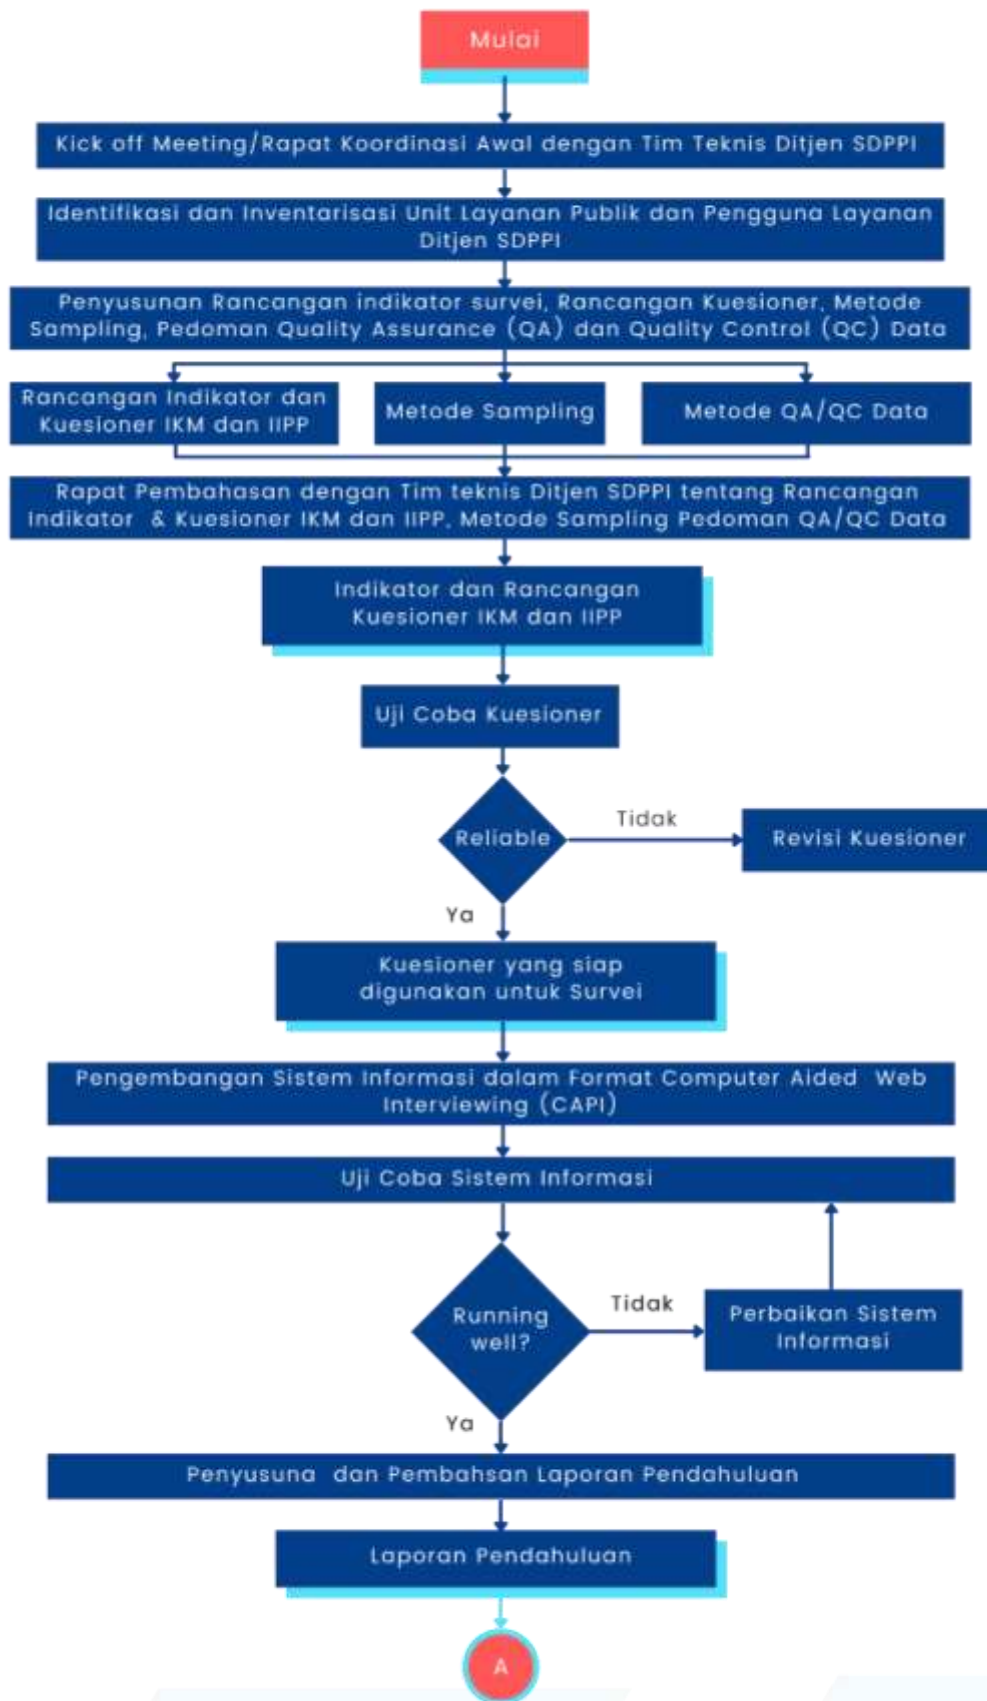 Mulai
Kick off Meeting/Rapat Koordinasi Awal dengan Tim Teknis Ditjen SDPPI
Identifikasi dan Inventarisasi Unit Layanan Publik dan Pengguna Layanan
Ditjen SDPPI
Penyusunan Rancangan indikator survei, Rancangan Kuesioner, Metode
Sampling, Pedoman Quality Assurance (QA) dan Quality Control (QC) Data
Rancangan Indikator dan
Kuesioner IKM dan IIPP
Metode Sampling
Metode QA/QC Data
Rapat Pembahasan dengan Tim teknis Ditjen SDPPI tentang Rancangan
Indikator & Kuesioner IKM dan IIPP, Metode Sampling Pedoman QA/QC Data
Indikator dan Rancangan
Kuesioner IKM dan IIPP
Uji Coba Kuesioner
Reliable
Tidak
Revisi Kuesioner
Ya
Kuesioner yang siap
digunakan untuk Survei
Pengembangan Sistem Informasi dalam Format Computer Aided Web
Interviewing (CAPI)
Uji Coba Sistem Informasi
Running
well?
Tidak
Perbaikan Sistem
Informasi
Ya
Penyusuna dan Pembahsan Laporan Pendahuluan
Laporan Pendahuluan
A